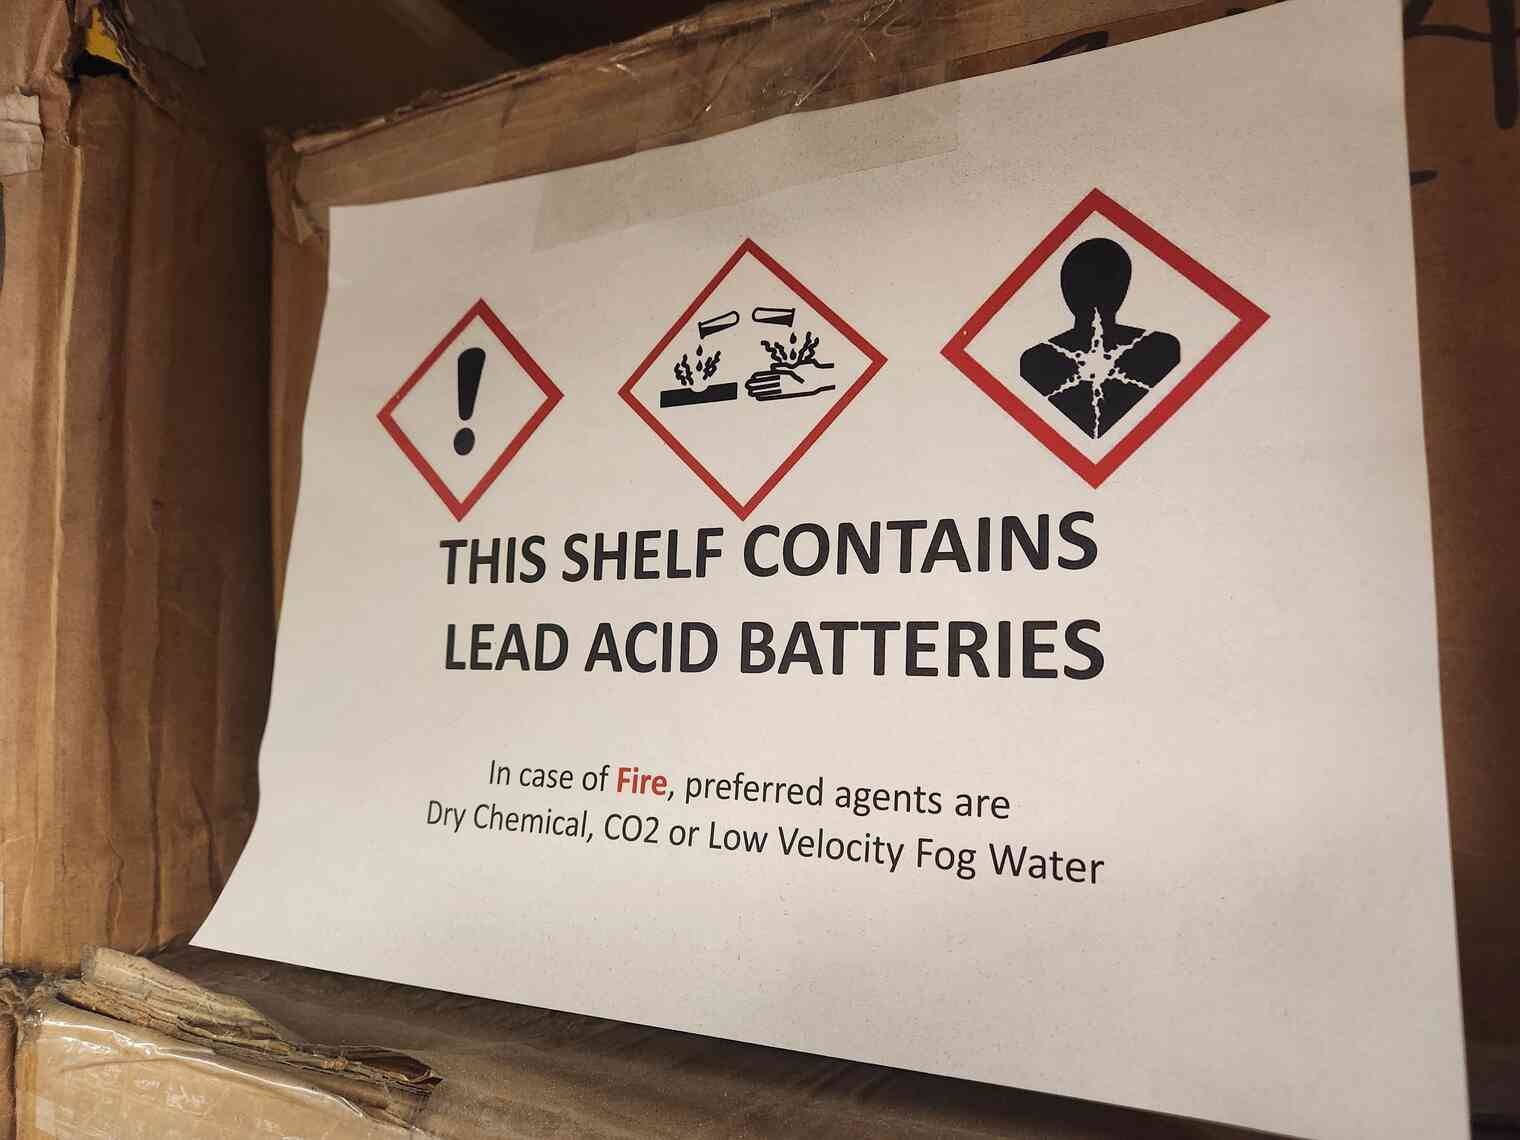 THIS SHELF CONTAINS
LEAD ACID BATTERIES
In case of Fire, preferred agents are
Dry Chemical, CO2 or Low Velocity Fog Water